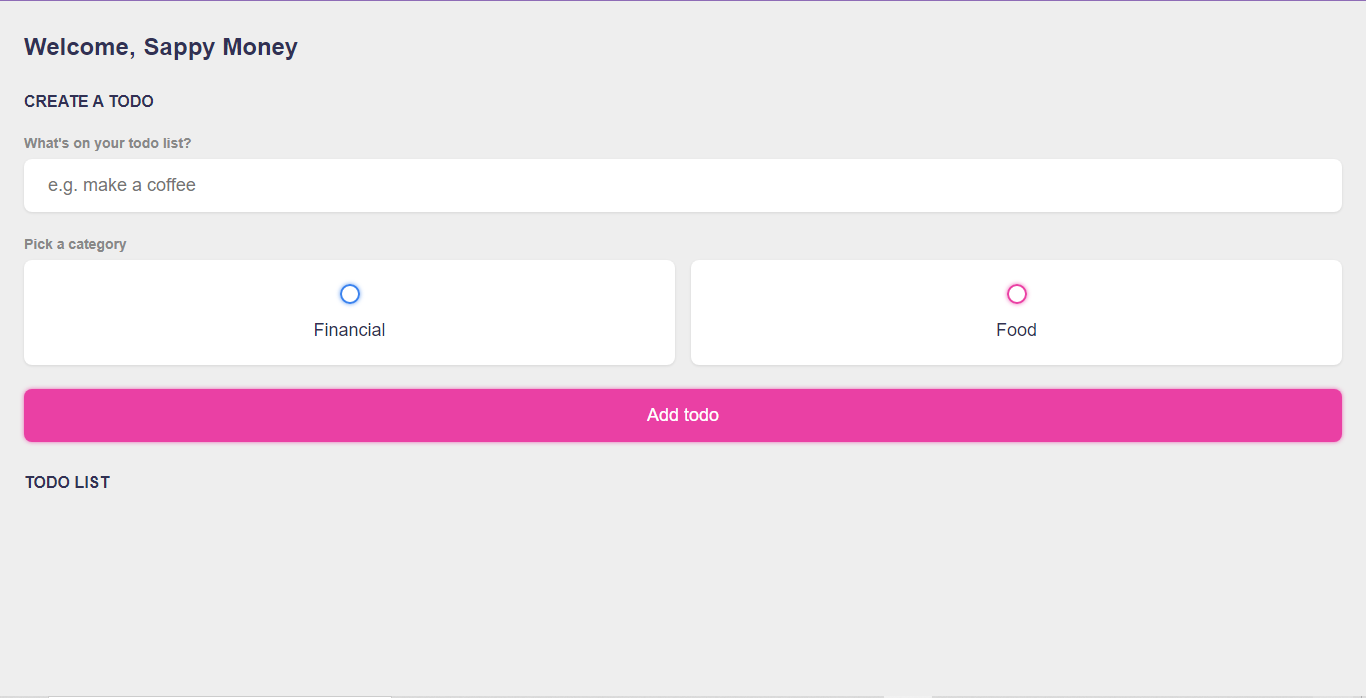 Welcome, Sappy Money
CREATE A TODO
What's on your todo list?
e.g. make a coffee
Pick a category
Financial
Food
Add todo
TODO LIST